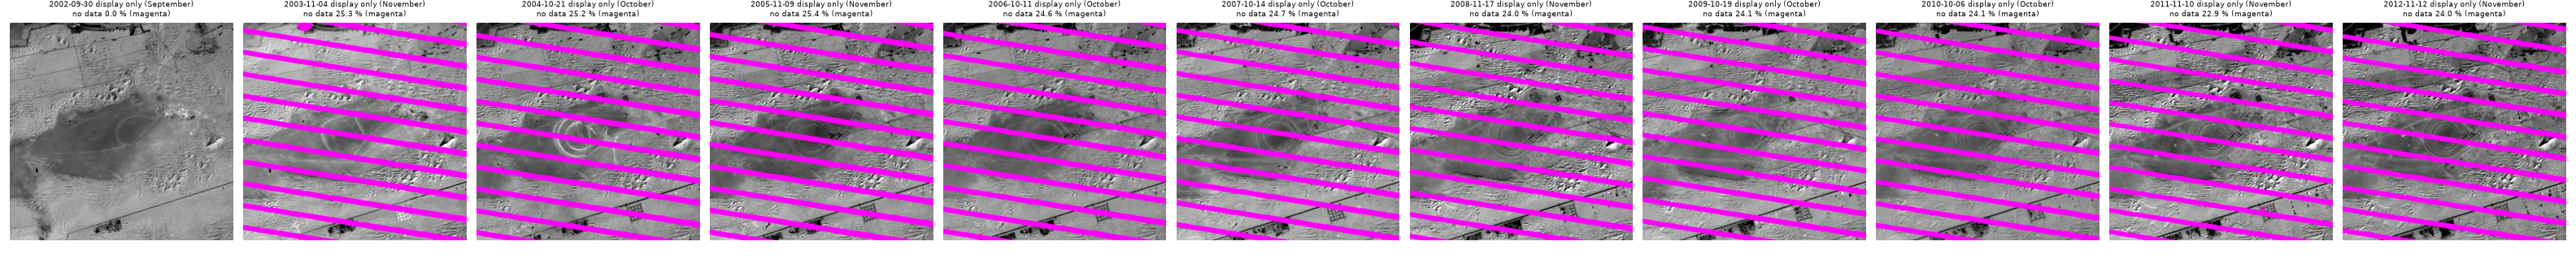 2002-09-30 display only (September)
no data 0.0 % (magenta)
2003-11-04 display only (November)
no data 25.3 % (magenta)
2004-10-21 display only (October)
no data 25.2 % (magenta)
2005-11-09 display only (November)
no data 25.4 % (magenta)
2006-10-11 display only (October)
no data 24.6 % (magenta)
2007-10-14 display only (October)
no data 24.7 % (magenta)
2008-11-17 display only (November)
no data 24.0 % (magenta)
2009-10-19 display only (October)
no data 24.1 % (magenta)
2010-10-06 display only (October)
no data 24.1 % (magenta)
2011-11-10 display only (November)
no data 22.9 % (magenta)
2012-11-12 display only (November)
no data 24.0 % (magenta)